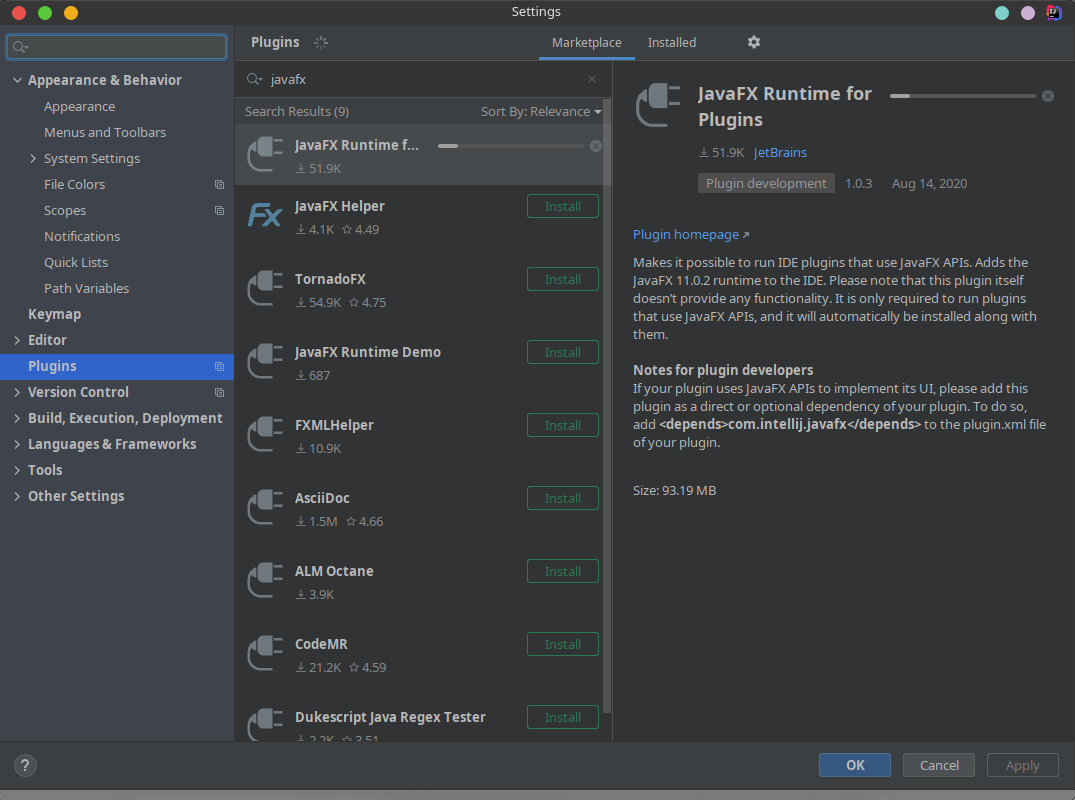 Settings
Plugins
Marketplace
Installed
Appearance & Behavior
Appearance
Menus and Toolbars
System Settings
File Colors
Scopes
Notifications
Quick Lists
Path Variables
Keymap
Editor
Plugins
Version Control
Build, Execution, Deployment
Languages & Frameworks
Tools
Other Settings
javafx
Search Results (9)
Sort By: Relevance
JavaFX Runtime f...
51.9K
Fx
JavaFX Helper
4.1K 4.49
Install
TornadoFX
54.9K 4.75
Install
JavaFX Runtime Demo
687
Install
FXMLHelper
10.9K
Install
AsciiDoc
1.5M 4.66
Install
ALM Octane
3.9K
Install
CodeMR
21.2K 4.59
Install
Dukescript Java Regex Tester
2.2K 3.51
Install
JavaFX Runtime for
Plugins
51.9K JetBrains
Plugin development 1.0.3 Aug 14, 2020
Plugin homepage
Makes it possible to run IDE plugins that use JavaFX APIs. Adds the
JavaFX 11.0.2 runtime to the IDE. Please note that this plugin itself
doesn't provide any functionality. It is only required to run plugins
that use JavaFX APIs, and it will automatically be installed along with
them.
Notes for plugin developers
If your plugin uses JavaFX APIs to implement its UI, please add this
plugin as a direct or optional dependency of your plugin. To do so,
add <depends>com.intellij.javafx</depends> to the plugin.xml file
of your plugin.
Size: 93.19 MB
?
OK
Cancel
Apply